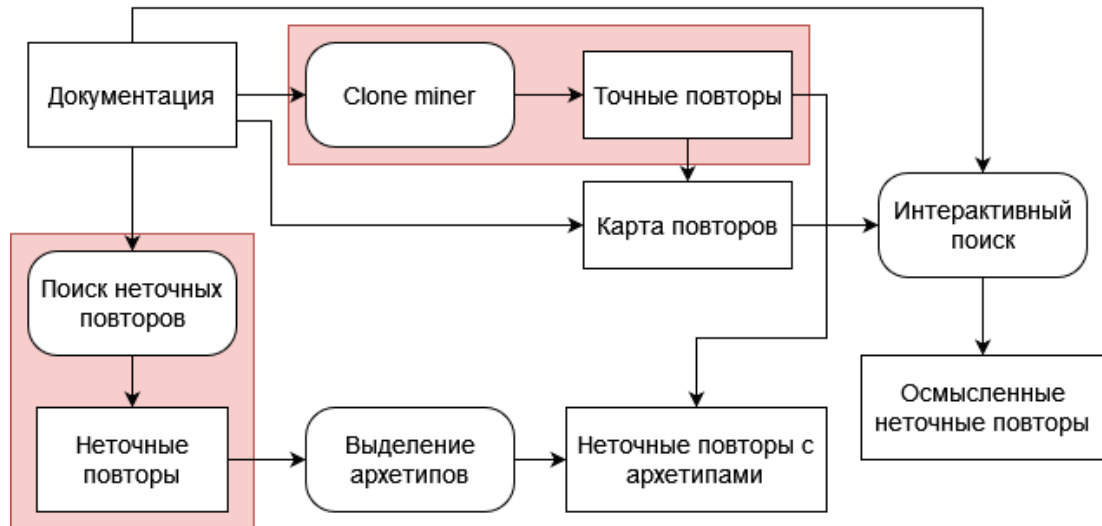 Документация
Clone miner
Точные повторы
Карта повторов
Интерактивный
поиск
Поиск неточных
повторов
Осмысленные
неточные повторы
Неточные
повторы
Выделение
архетипов
Неточные повторы с
архетипами